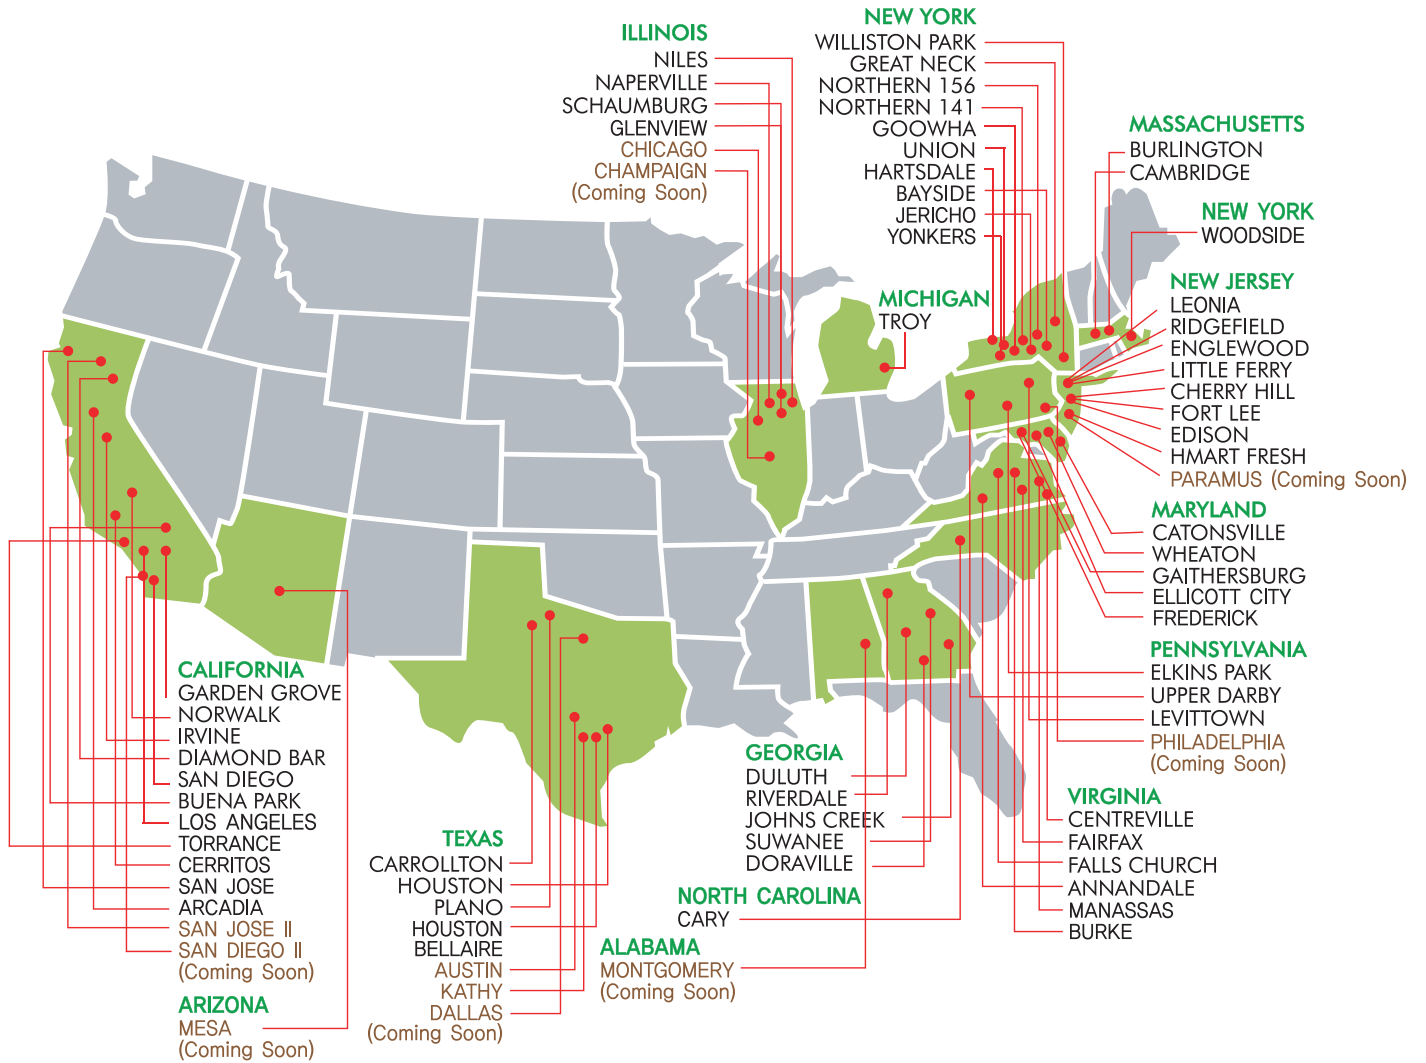 ILLINOIS
NILES
NAPERVILLE
SCHAUMBURG
GLENVIEW
CHICAGO
CHAMPAIGN
(Coming Soon)
NEW YORK
WILLISTON PARK
GREAT NECK
NORTHERN 156
NORTHERN 141
GOOWHA
UNION
HARTSDALE
BAYSIDE
JERICHO
YONKERS
MASSACHUSETTS
BURLINGTON
CAMBRIDGE
NEW YORK
WOODSIDE
MICHIGAN
TROY
NEW JERSEY
LEONIA
RIDGEFIELD
ENGLEWOOD
LITTLE FERRY
CHERRY HILL
FORT LEE
EDISON
HMART FRESH
PARAMUS (Coming Soon)
MARYLAND
CATONSVILLE
WHEATON
GAITHERSBURG
ELLICOTT CITY
FREDERICK
PENNSYLVANIA
ELKINS PARK
UPPER DARBY
LEVITTOWN
PHILADELPHIA
(Coming Soon)
VIRGINIA
CENTREVILLE
FAIRFAX
FALLS CHURCH
ANNANDALE
MANASSAS
BURKE
CALIFORNIA
GARDEN GROVE
NORWALK
IRVINE
DIAMOND BAR
SAN DIEGO
BUENA PARK
LOS ANGELES
TORRANCE
CERRITOS
SAN JOSE
ARCADIA
SAN JOSE II
SAN DIEGO II
(Coming Soon)
ARIZONA
MESA
(Coming Soon)
TEXAS
CARROLLTON
HOUSTON
PLANO
HOUSTON
BELLAIRE
AUSTIN
KATHY
DALLAS
(Coming Soon)
GEORGIA
DULUTH
RIVERDALE
JOHNS CREEK
SUWANEE
DORAVILLE
NORTH CAROLINA
CARY
ALABAMA
MONTGOMERY
(Coming Soon)